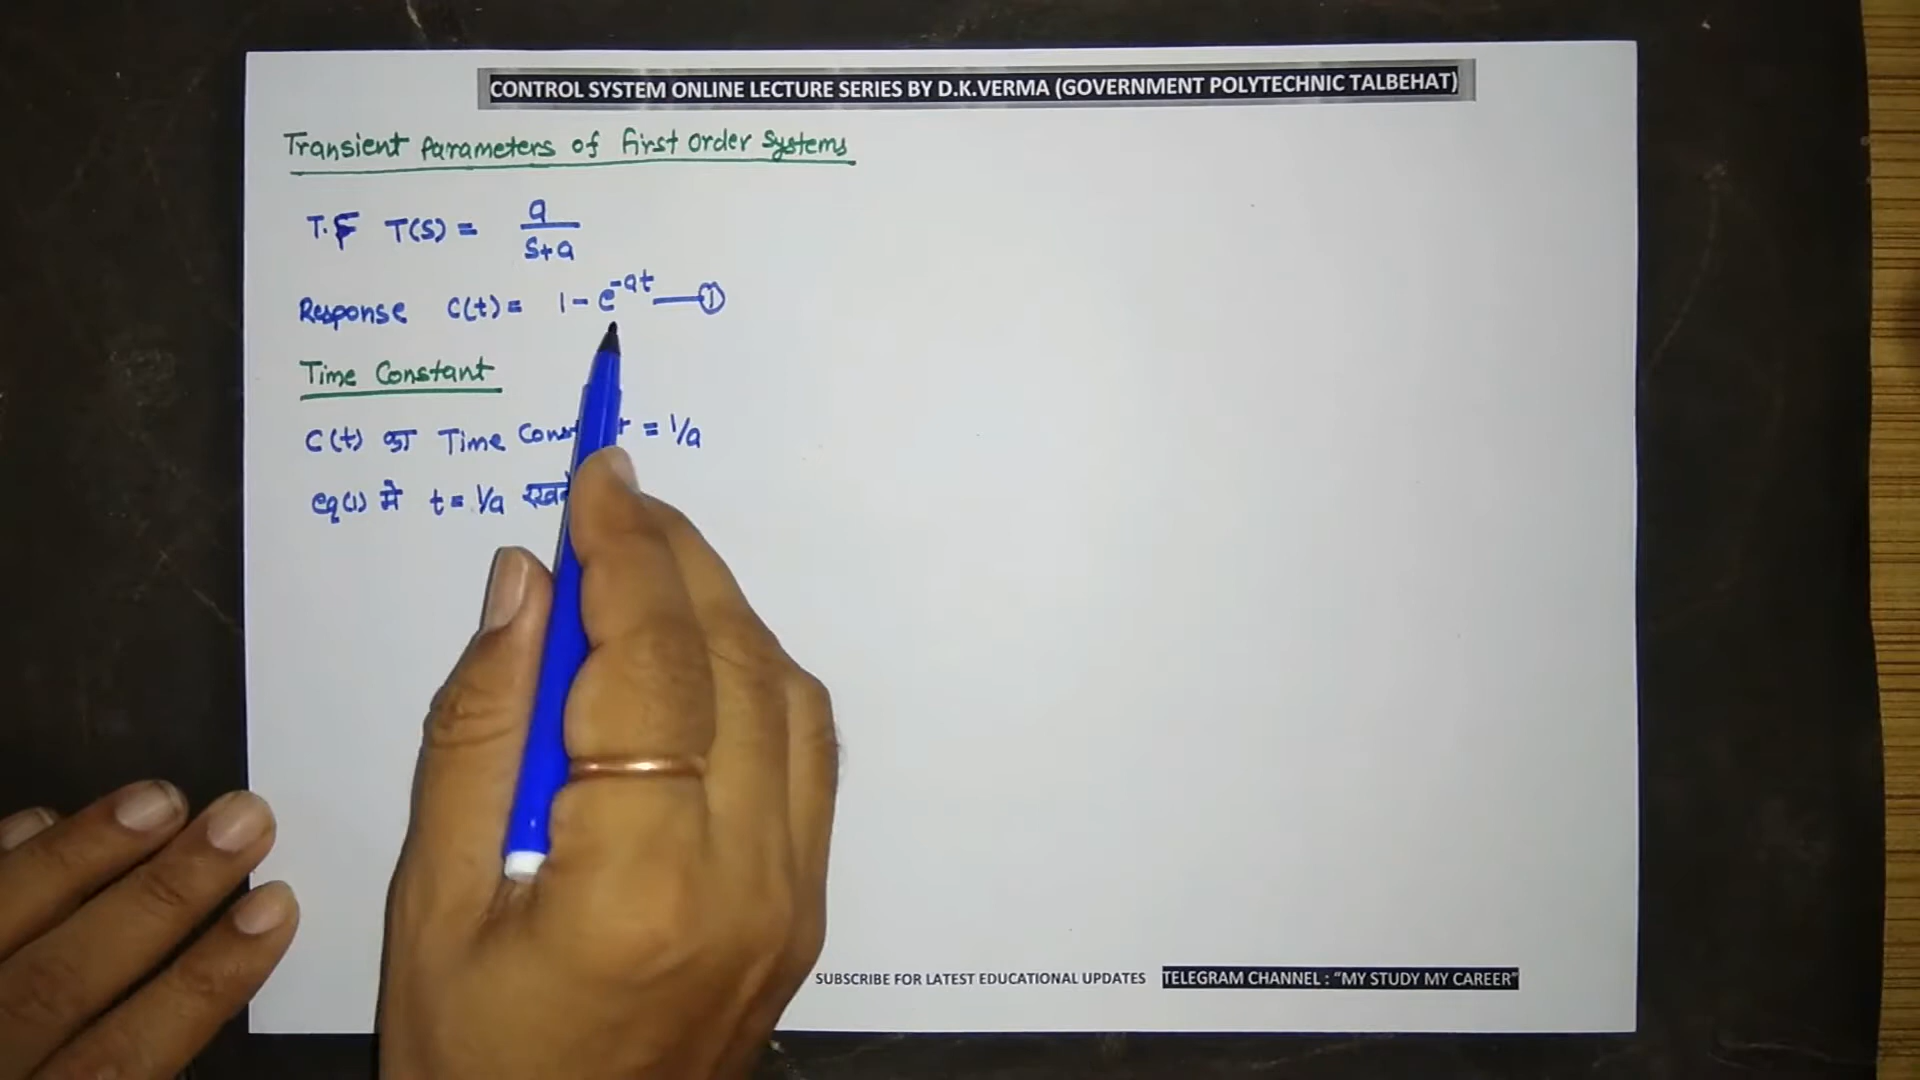 CONTROL SYSTEM ONLINE LECTURE SERIES BY D.K.VERMA (GOVERNMENT POLYTECHNIC TALBEHAT)
Transient Parameters of First Order Systems
T.F T(S) = a/(S+a)
Response C(t) = 1 - e^-at —①
Time Constant
C(t) का Time = 1/a
eq(1) मे t = 1/a
SUBSCRIBE FOR LATEST EDUCATIONAL UPDATES TELEGRAM CHANNEL : “MY STUDY MY CAREER”